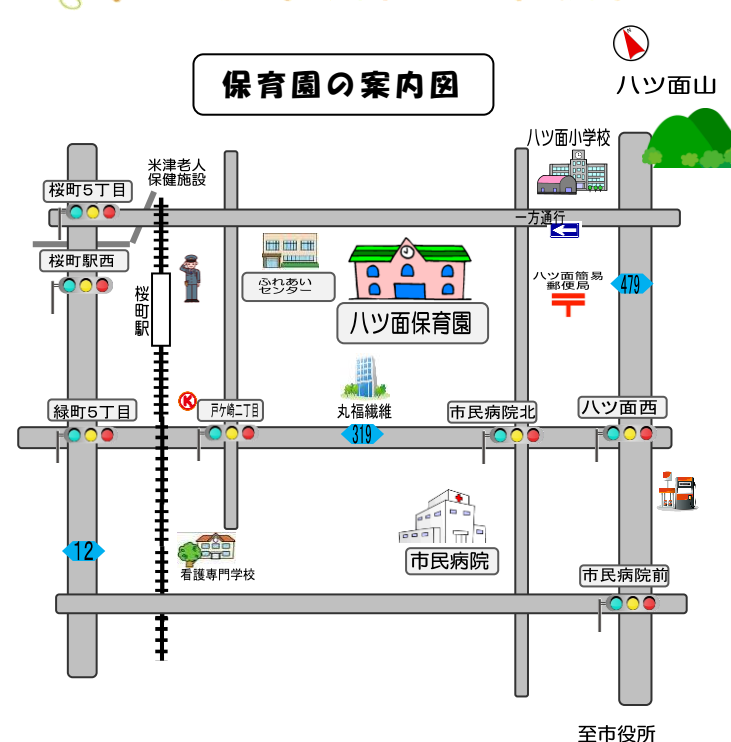 保育園の案内図
八ツ面山
八ツ面小学校
米津老人
保健施設
桜町5丁目
一方通行
桜町駅西
ふれあい
センター
八ツ面簡易
郵便局
479
桜町駅
八ツ面保育園
K
緑町5丁目
戸ケ崎二丁目
丸福繊維
市民病院北
八ツ面西
319
12
看護専門学校
市民病院
市民病院前
至市役所